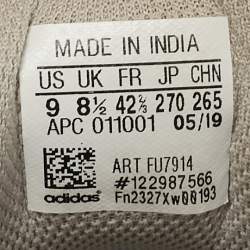 MADE IN INDIA
US UK FR JP CHN
9 8½ 42⅔ 270 265
APC 011001 05/19
ART FU7914
#122987566
adidas Fn2327Xw00193